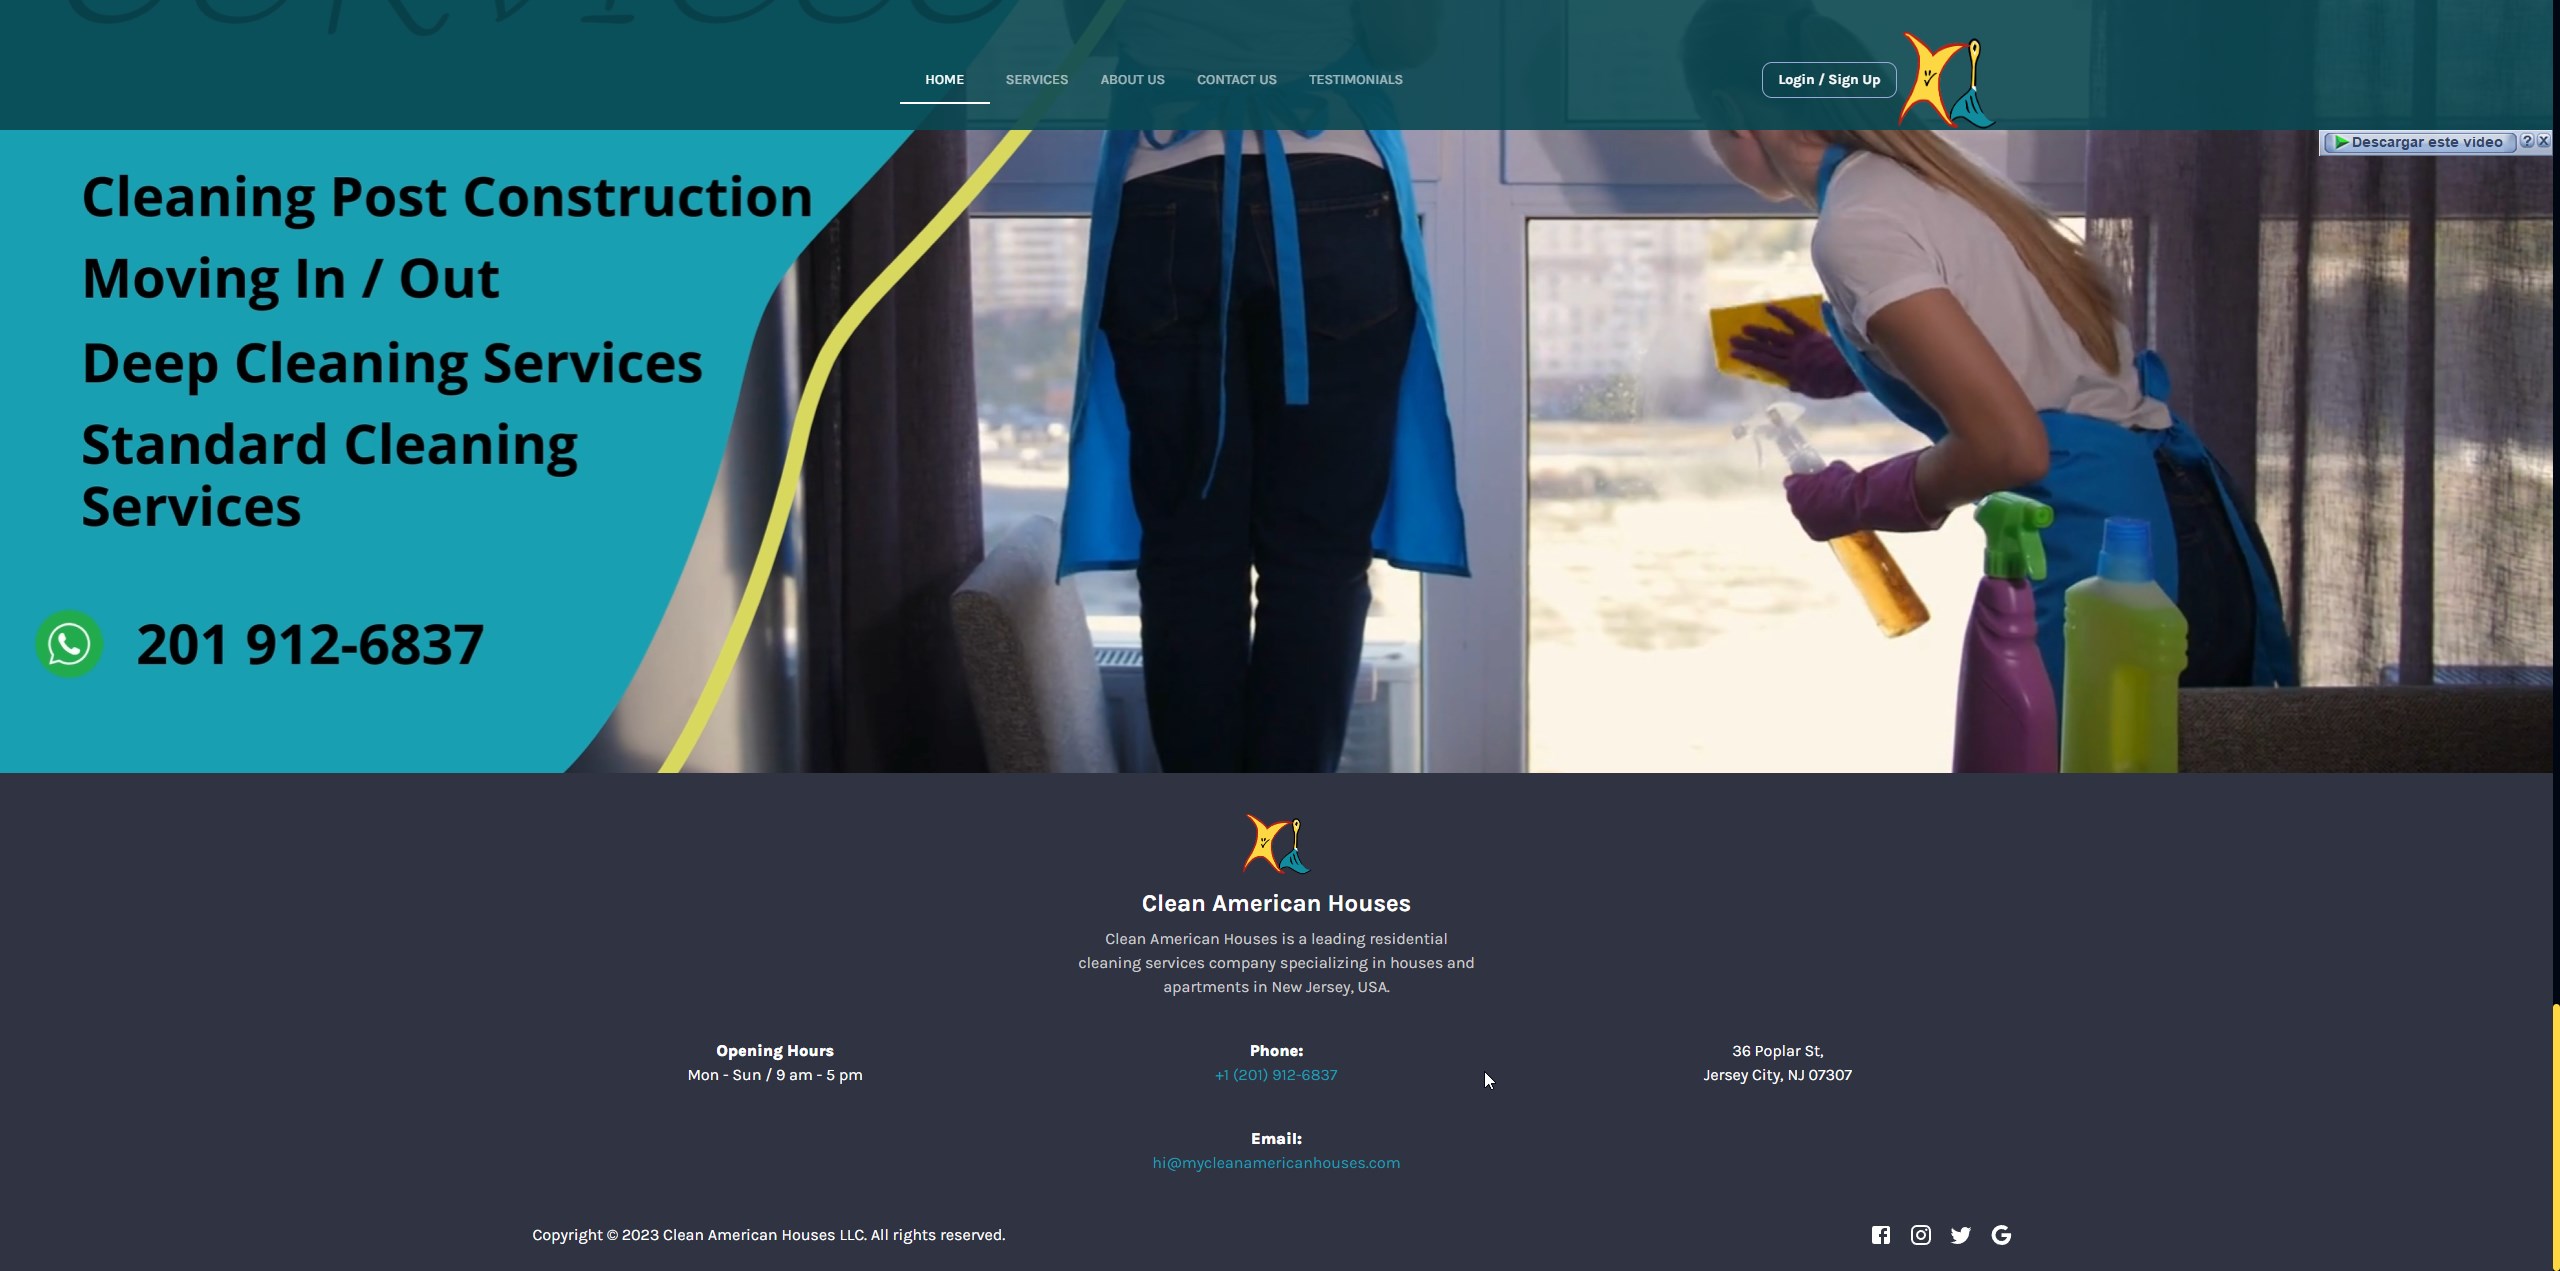 SERVICES
HOME SERVICES ABOUT US CONTACT US TESTIMONIALS
Login / Sign Up
Descargar este video ? X
Cleaning Post Construction
Moving In / Out
Deep Cleaning Services
Standard Cleaning
Services
201 912-6837
Clean American Houses
Clean American Houses is a leading residential
cleaning services company specializing in houses and
apartments in New Jersey, USA.
Opening Hours
Mon - Sun / 9 am - 5 pm
Phone:
+1 (201) 912-6837
36 Poplar St,
Jersey City, NJ 07307
Email:
hi@mycleanamericanhouses.com
Copyright © 2023 Clean American Houses LLC. All rights reserved.